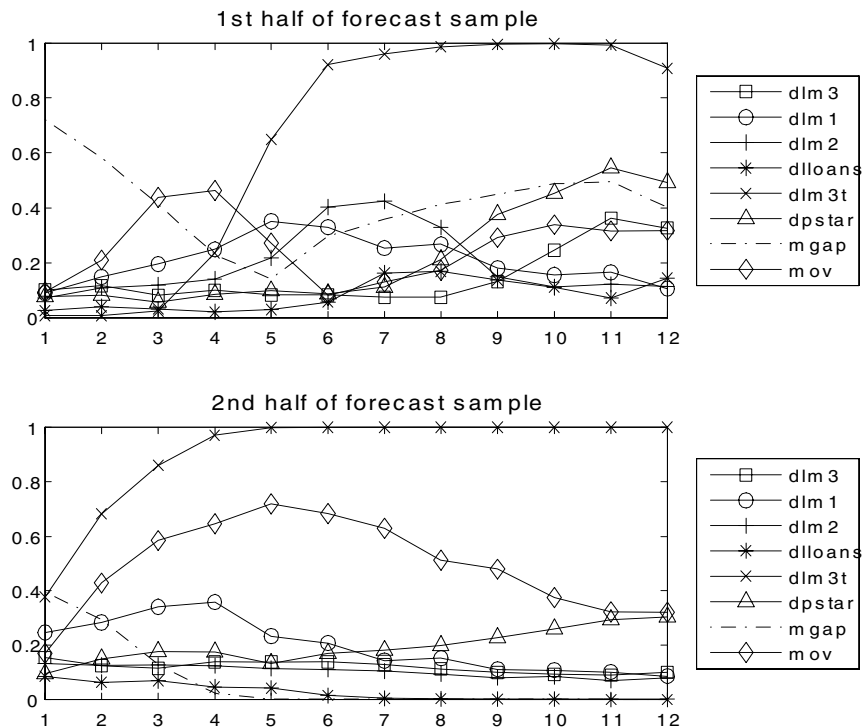 1st half of forecast sample
1
0.8
0.6
0.4
0.2
0
1 2 3 4 5 6 7 8 9 10 11 12
dlm3
dlm1
dlm2
dlloans
dlm3t
dpstar
mgap
mov
2nd half of forecast sample
1
0.8
0.6
0.4
0.2
0
1 2 3 4 5 6 7 8 9 10 11 12
dlm3
dlm1
dlm2
dlloans
dlm3t
dpstar
mgap
mov